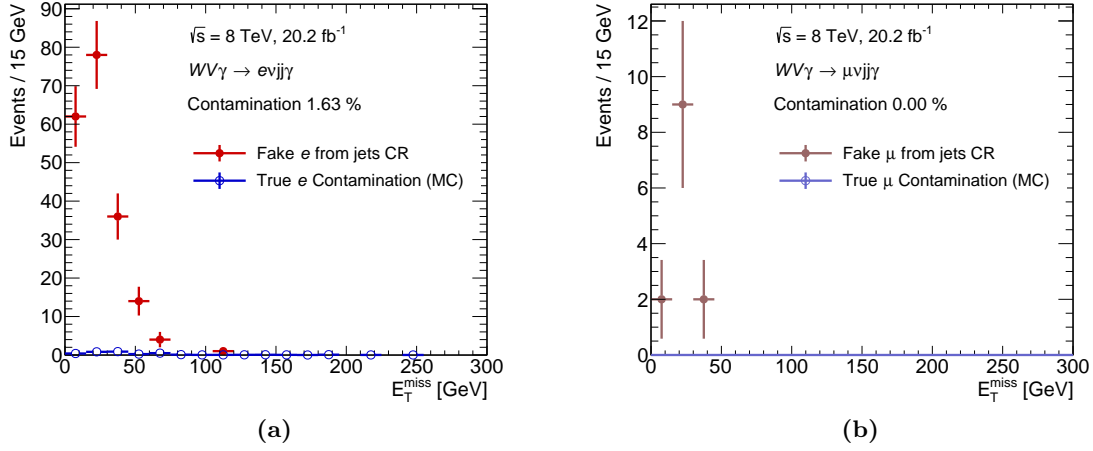 Events / 15 GeV
90
80
70
60
50
40
30
20
10
0
√s = 8 TeV, 20.2 fb⁻¹
WVγ → eνjjγ
Contamination 1.63 %
Fake e from jets CR
True e Contamination (MC)
0 50 100 150 200 250 300
E_T^miss [GeV]
(a)
Events / 15 GeV
12
10
8
6
4
2
0
√s = 8 TeV, 20.2 fb⁻¹
WVγ → μνjjγ
Contamination 0.00 %
Fake μ from jets CR
True μ Contamination (MC)
0 50 100 150 200 250 300
E_T^miss [GeV]
(b)